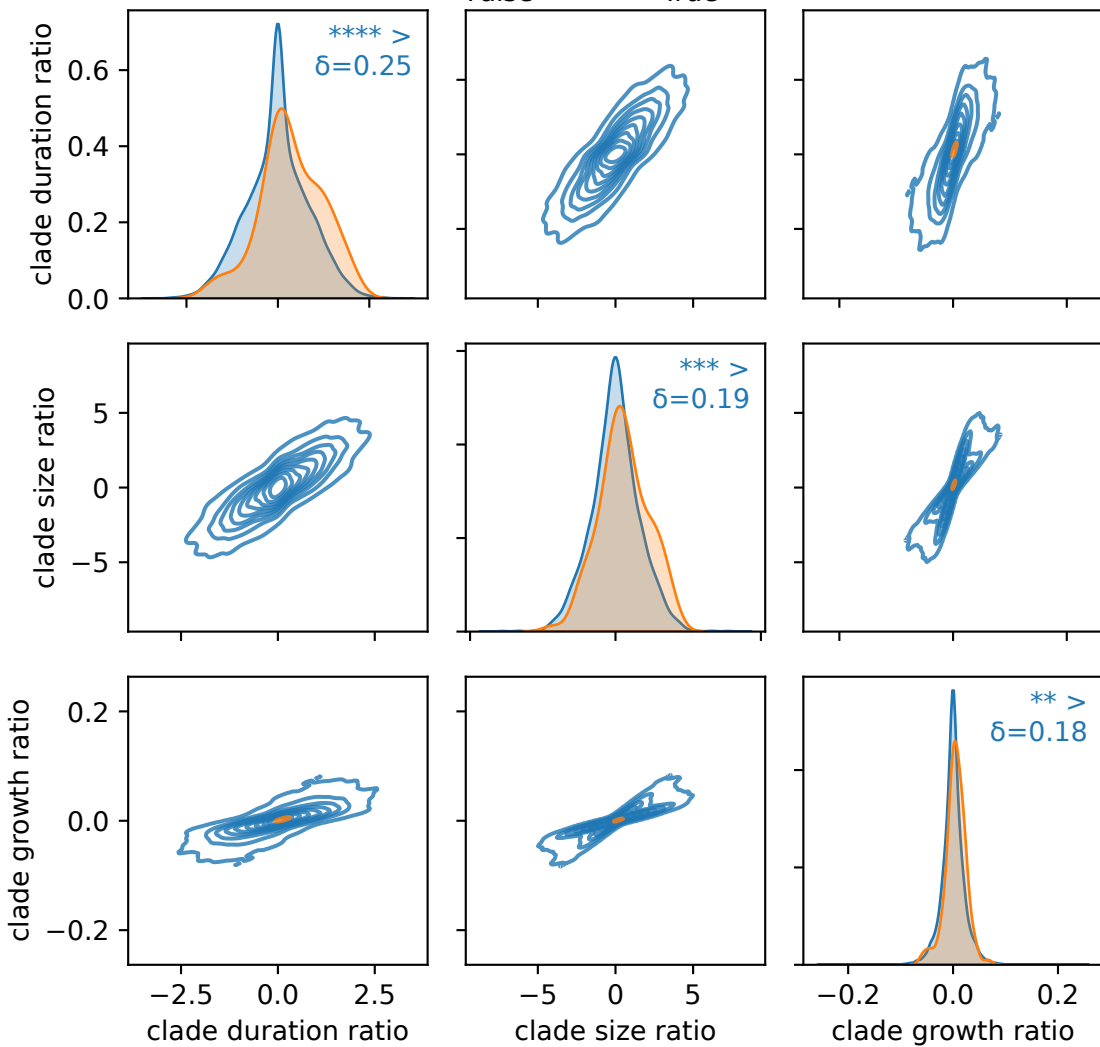 clade duration ratio
0.6
0.4
0.2
0.0
**** >
δ=0.25
clade size ratio
5
0
−5
*** >
δ=0.19
clade growth ratio
0.2
0.0
−0.2
** >
δ=0.18
−2.5 0.0 2.5
−5 0 5
−0.2 0.0 0.2
clade duration ratio
clade size ratio
clade growth ratio